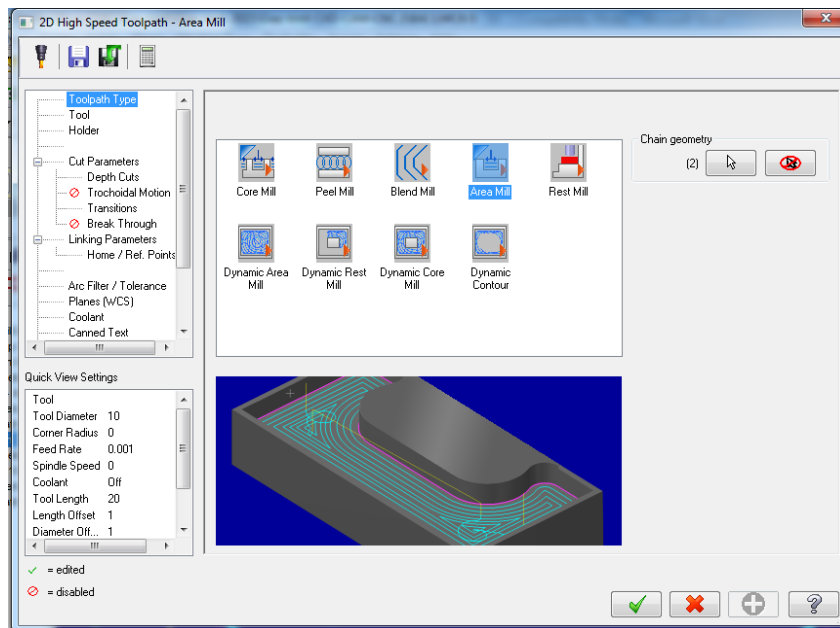 2D High Speed Toolpath - Area Mill
Toolpath Type
Tool
Holder
Cut Parameters
Depth Cuts
Trochoidal Motion
Transitions
Break Through
Linking Parameters
Home / Ref. Points
Arc Filter / Tolerance
Planes (WCS)
Coolant
Canned Text
Quick View Settings
Tool
Tool Diameter 10
Corner Radius 0
Feed Rate 0.001
Spindle Speed 0
Coolant Off
Tool Length 20
Length Offset 1
Diameter Off... 1
= edited
= disabled
Core Mill Peel Mill Blend Mill Area Mill Rest Mill
Dynamic Area Mill Dynamic Rest Mill Dynamic Core Mill Dynamic Contour
Chain geometry
(2)